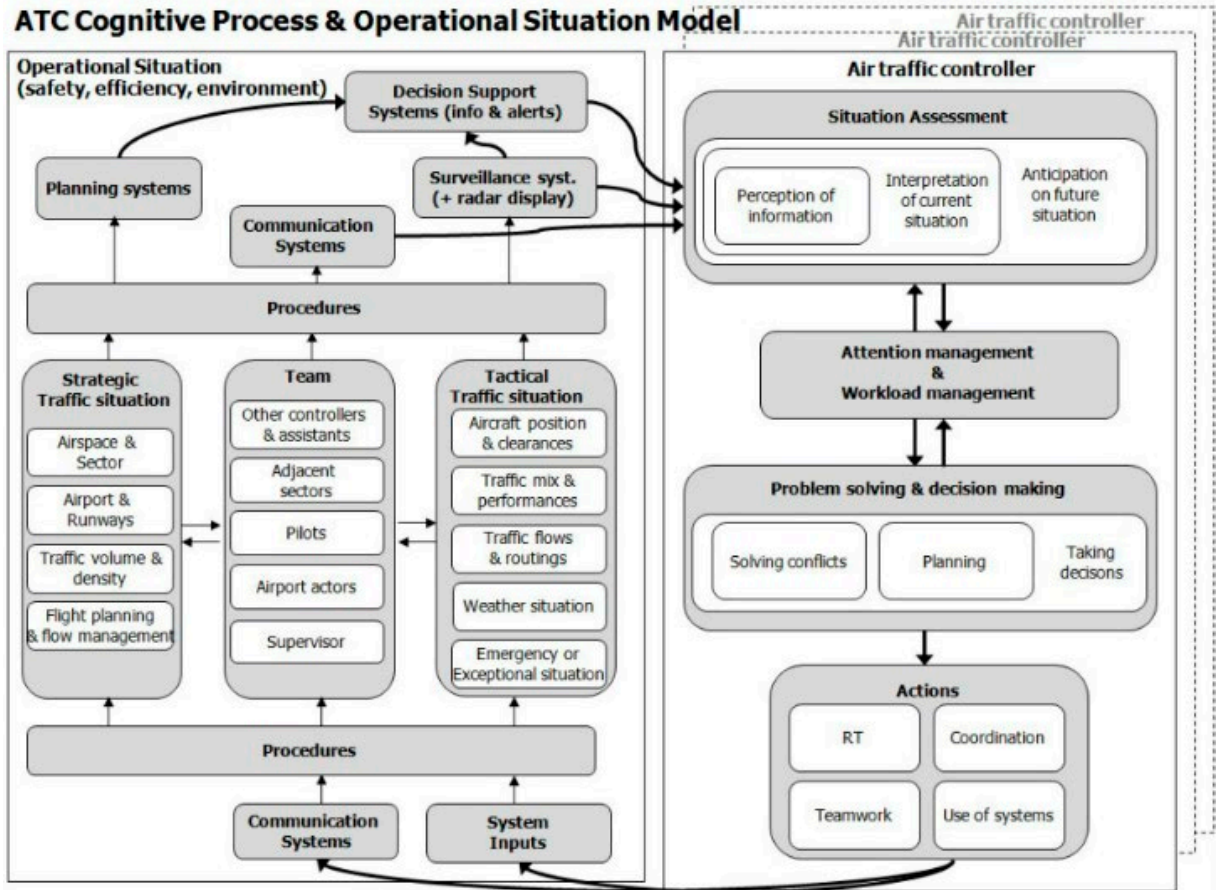 ATC Cognitive Process & Operational Situation Model
Air traffic controller
Air traffic controller
Air traffic controller
Operational Situation
(safety, efficiency, environment)
Decision Support
Systems (info & alerts)
Planning systems
Surveillance syst.
(+ radar display)
Communication
Systems
Procedures
Strategic
Traffic situation
Airspace &
Sector
Airport &
Runways
Traffic volume &
density
Flight planning
& flow management
Team
Other controllers
& assistants
Adjacent
sectors
Pilots
Airport actors
Supervisor
Tactical
Traffic situation
Aircraft position
& clearances
Traffic mix &
performances
Traffic flows
& routings
Weather situation
Emergency or
Exceptional situation
Procedures
Communication
Systems
System
Inputs
Situation Assessment
Perception of
information
Interpretation
of current
situation
Anticipation
on future
situation
Attention management
&
Workload management
Problem solving & decision making
Solving conflicts
Planning
Taking
decisons
Actions
RT
Coordination
Teamwork
Use of systems